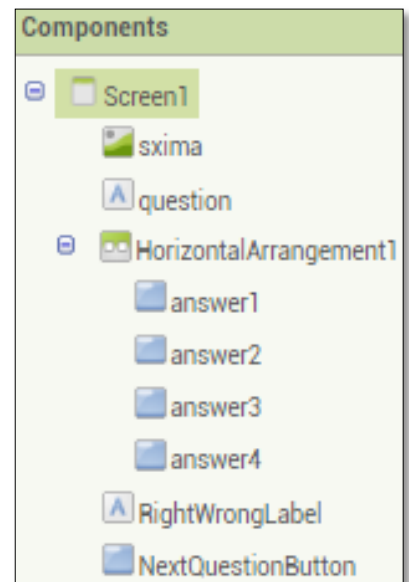 Components
Screen1
sxima
question
HorizontalArrangement1
answer1
answer2
answer3
answer4
RightWrongLabel
NextQuestionButton